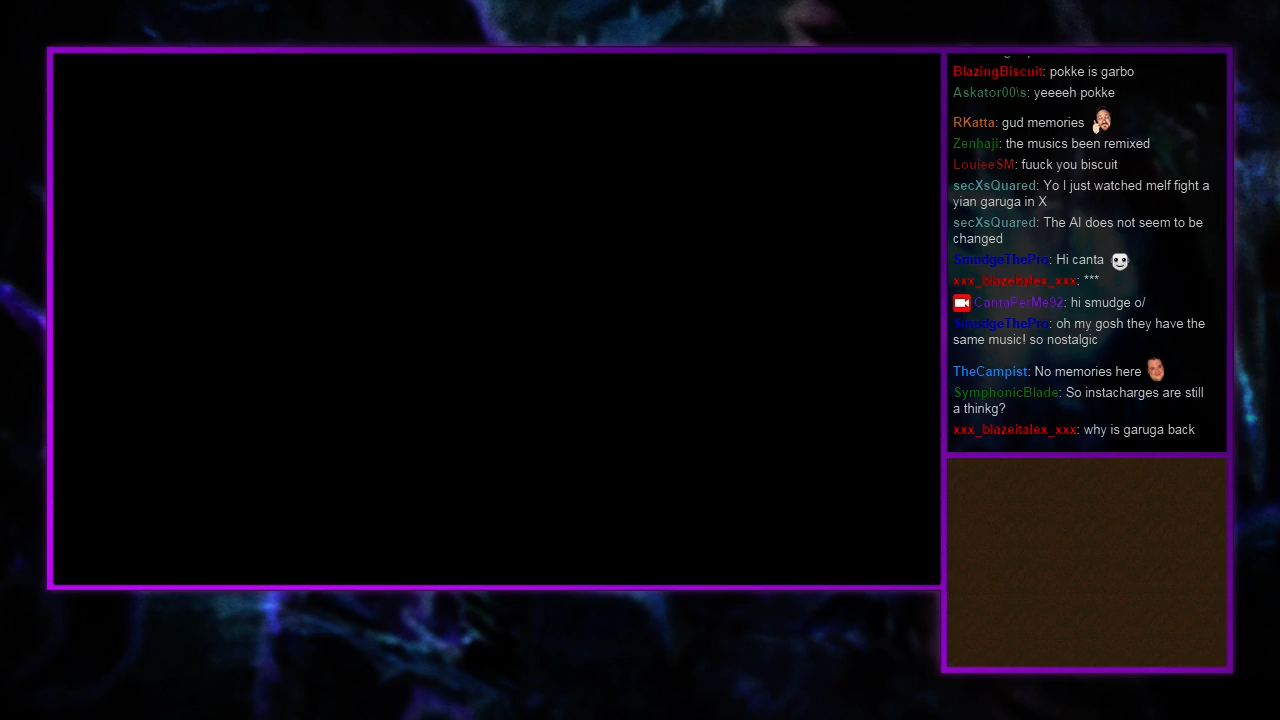 BlazingBiscuit: pokke is garbo
Askator00\s: yeeeeh pokke
RKatta: gud memories
Zenhaji: the musics been remixed
LouieeSM: fuuck you biscuit
secXsQuared: Yo I just watched melf fight a
yian garuga in X
secXsQuared: The AI does not seem to be
changed
SmudgeThePro: Hi canta
xxx_blazeitalex_xxx: ***
CantaPerMe92: hi smudge o/
SmudgeThePro: oh my gosh they have the
same music! so nostalgic
TheCampist: No memories here
SymphonicBlade: So instacharges are still
a thinkg?
xxx_blazeitalex_xxx: why is garuga back